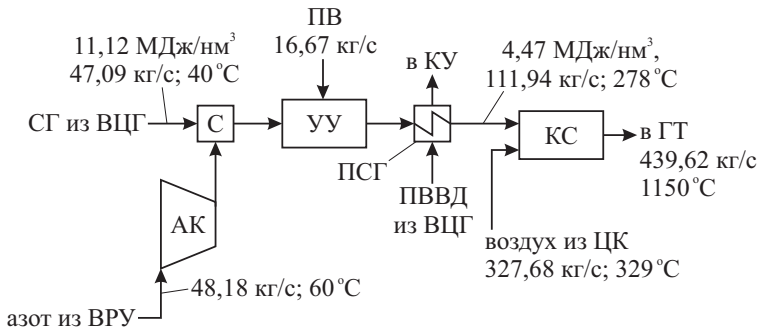 11,12 МДж/нм³
47,09 кг/с; 40 °С
СГ из ВЦГ
С
ПВ
16,67 кг/с
УУ
в КУ
ПСГ
ПВВД
из ВЦГ
4,47 МДж/нм³,
111,94 кг/с; 278 °С
КС
в ГТ
439,62 кг/с
1150 °С
воздух из ЦК
327,68 кг/с; 329 °С
АК
48,18 кг/с; 60 °С
азот из ВРУ